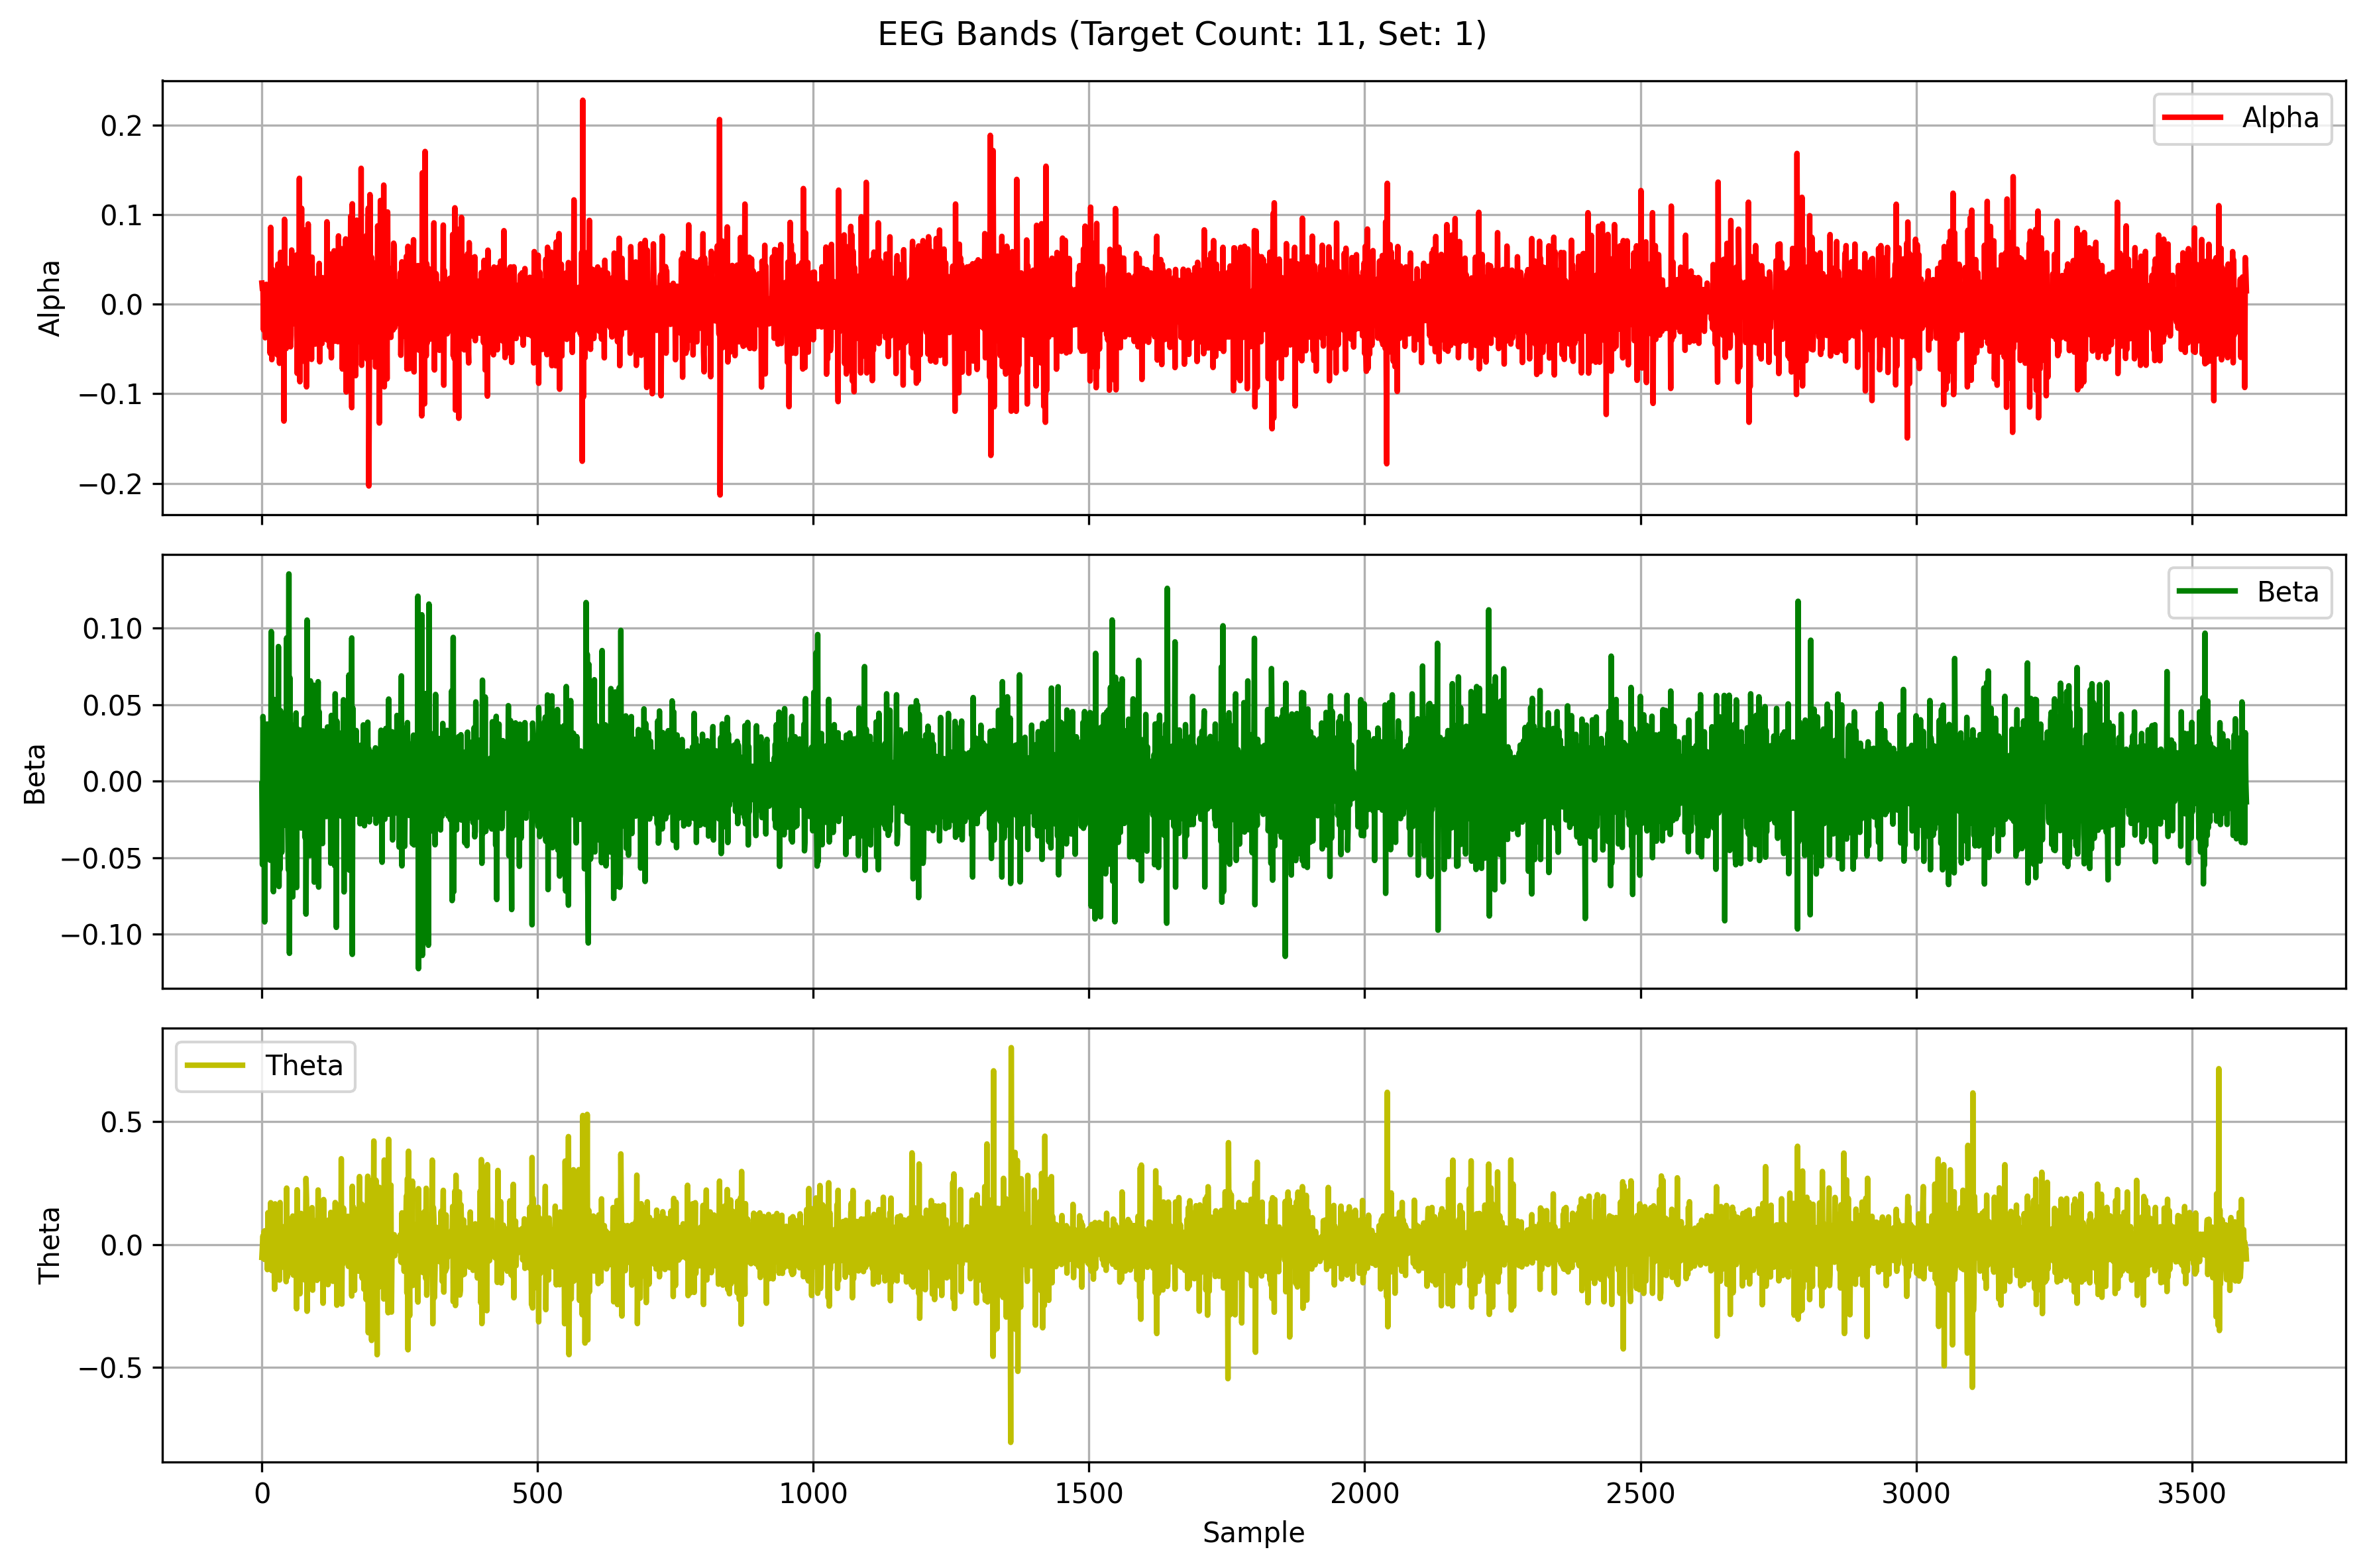 EEG Bands (Target Count: 11, Set: 1)
Alpha
0.2
0.1
0.0
−0.1
−0.2
Alpha
Beta
0.10
0.05
0.00
−0.05
−0.10
Beta
Theta
0.5
0.0
−0.5
Theta
0 500 1000 1500 2000 2500 3000 3500
Sample